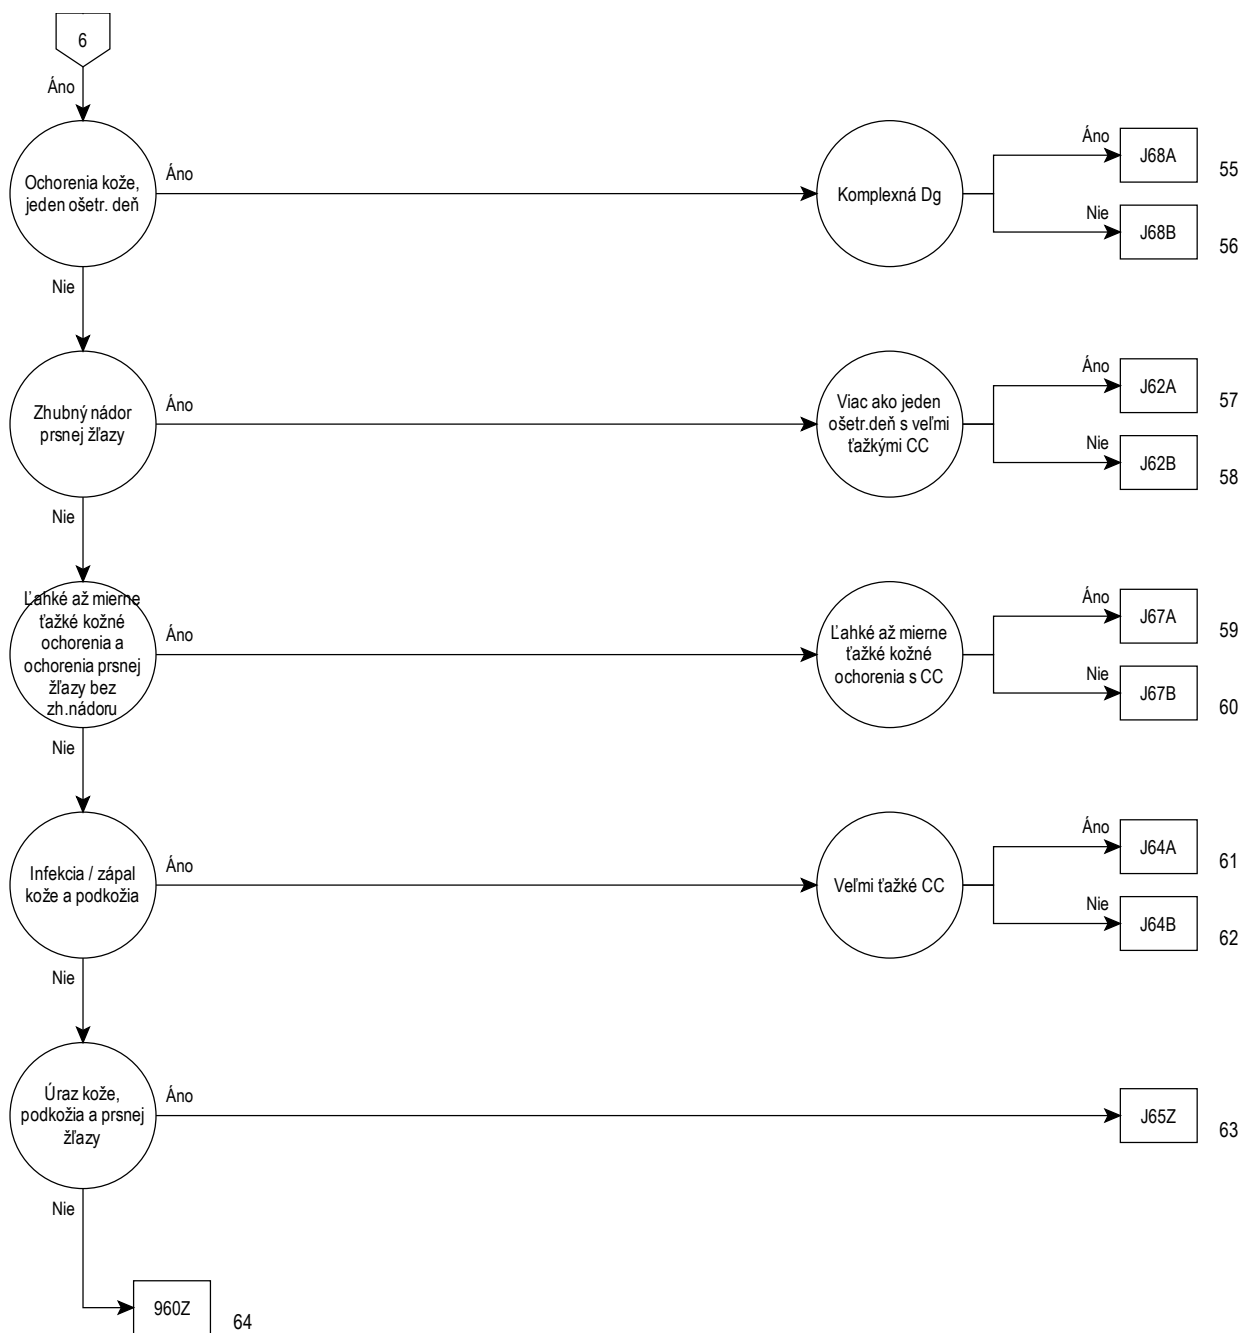 6
Áno
Ochorenia kože,
jeden ošetr. deň
Áno
Komplexná Dg
Áno
J68A
55
Nie
J68B
56
Nie
Zhubný nádor
prsnej žľazy
Áno
Viac ako jeden
ošetr.deň s veľmi
ťažkými CC
Áno
J62A
57
Nie
J62B
58
Nie
Ľahké až mierne
ťažké kožné
ochorenia a
ochorenia prsnej
žľazy bez
zh.nádoru
Áno
Ľahké až mierne
ťažké kožné
ochorenia s CC
Áno
J67A
59
Nie
J67B
60
Nie
Infekcia / zápal
kože a podkožia
Áno
Veľmi ťažké CC
Áno
J64A
61
Nie
J64B
62
Nie
Úraz kože,
podkožia a prsnej
žľazy
Áno
J65Z
63
Nie
960Z
64